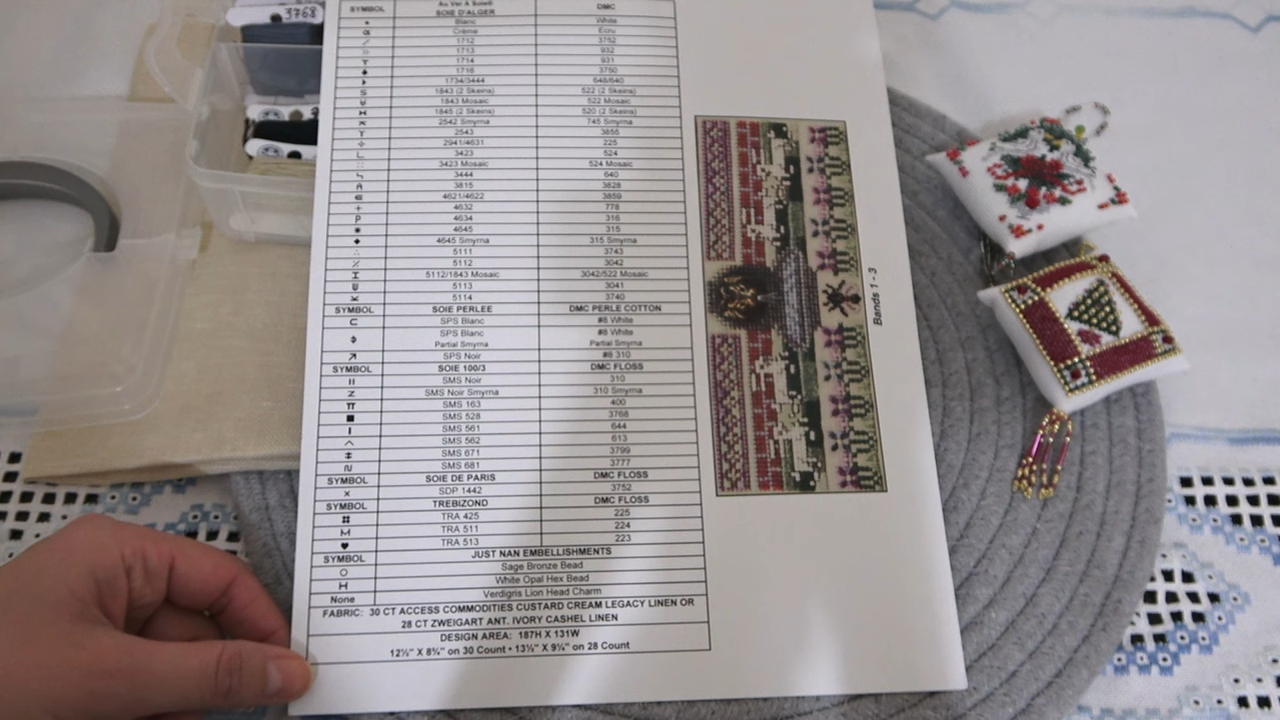 3768
SYMBOL Au Ver A Soie® SOIE D'ALGER DMC
Blanc White
Crème Ecru
1712 3752
1713 932
1714 931
1716 3750
1734/3444 648/640
S 1843 (2 Skeins) 522 (2 Skeins)
1843 Mosaic 522 Mosaic
1845 (2 Skeins) 520 (2 Skeins)
2542 Smyrna 745 Smyrna
2543 3855
2941/4631 225
3423 524
3423 Mosaic 524 Mosaic
3444 640
A 3815 3828
4621/4622 3859
+ 4632 778
P 4634 316
4645 315
◆ 4645 Smyrna 315 Smyrna
5111 3743
5112 3042
I 5112/1843 Mosaic 3042/522 Mosaic
5113 3041
5114 3740
SYMBOL SOIE PERLEE DMC PERLE COTTON
C SPS Blanc #8 White
SPS Blanc #8 White
Partial Smyrna Partial Smyrna
↗ SPS Noir #8 310
SYMBOL SOIE 100/3 DMC FLOSS
II SMS Noir 310
Z SMS Noir Smyrna 310 Smyrna
π SMS 163 400
■ SMS 528 3768
I SMS 561 644
^ SMS 562 613
‡ SMS 671 3799
N SMS 681 3777
SYMBOL SOIE DE PARIS DMC FLOSS
× SDP 1442 3752
SYMBOL TREBIZOND DMC FLOSS
# TRA 425 225
M TRA 511 224
♥ TRA 513 223
SYMBOL JUST NAN EMBELLISHMENTS
O Sage Bronze Bead
H White Opal Hex Bead
None Verdigris Lion Head Charm
FABRIC: 30 CT ACCESS COMMODITIES CUSTARD CREAM LEGACY LINEN OR
28 CT ZWEIGART ANT. IVORY CASHEL LINEN
DESIGN AREA: 187H X 131W
12½" X 8¾" on 30 Count • 13½" X 9¼" on 28 Count
Bands 1 - 3